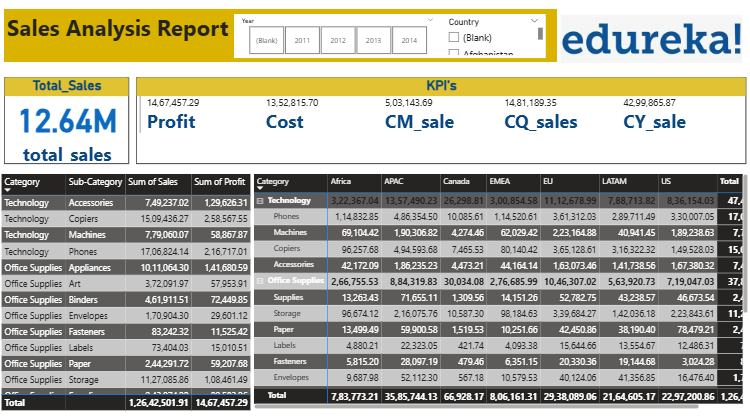 Sales Analysis Report
Year
(Blank) 2011 2012 2013 2014
Country
(Blank)
Afghanistan
edureka!
Total_Sales
12.64M
total_sales
KPI's
14,67,457.29 13,52,815.70 5,03,143.69 14,81,189.35 42,99,865.87
Profit Cost CM_sale CQ_sales CY_sale
Category Sub-Category Sum of Sales Sum of Profit
Technology Accessories 7,49,237.02 1,29,626.31
Technology Copiers 15,09,436.27 2,58,567.55
Technology Machines 7,79,060.07 58,867.87
Technology Phones 17,06,824.14 2,16,717.01
Office Supplies Appliances 10,11,064.30 1,41,680.59
Office Supplies Art 3,72,091.97 57,953.91
Office Supplies Binders 4,61,911.51 72,449.85
Office Supplies Envelopes 1,70,904.30 29,601.12
Office Supplies Fasteners 83,242.32 11,525.42
Office Supplies Labels 73,404.03 15,010.51
Office Supplies Paper 2,44,291.72 59,207.68
Office Supplies Storage 11,27,085.86 1,08,461.49
Total 1,26,42,501.91 14,67,457.29
Category Africa APAC Canada EMEA EU LATAM US Total
Technology 3,22,367.04 13,57,490.23 26,298.81 3,00,854.58 11,12,678.99 7,88,713.82 8,36,154.03 47,4
Phones 1,14,832.85 4,86,354.50 10,085.61 1,14,520.61 3,61,312.03 2,89,711.49 3,30,007.05 17,0
Machines 69,104.42 1,90,306.82 4,274.46 62,029.42 2,23,164.88 40,941.45 1,89,238.63 7,7
Copiers 96,257.68 4,94,593.68 7,465.53 80,140.42 3,65,128.61 3,16,322.32 1,49,528.03 15,0
Accessories 42,172.09 1,86,235.23 4,473.21 44,164.14 1,63,073.46 1,41,738.56 1,67,380.32 7,4
Office Supplies 2,66,755.53 8,84,319.83 30,034.08 2,76,685.99 10,46,307.02 5,63,920.73 7,19,047.03 37,8
Supplies 13,263.43 71,655.11 1,309.56 14,151.26 52,782.75 43,238.57 46,673.54 2,4
Storage 96,674.12 2,16,075.76 10,587.30 98,184.63 3,39,684.27 1,42,036.18 2,23,843.61 11,2
Paper 13,499.49 59,900.58 1,519.53 10,251.66 42,450.86 38,190.40 78,479.21 2,4
Labels 4,880.21 22,323.05 421.74 4,093.38 15,644.66 13,554.67 12,486.31
Fasteners 5,815.20 28,097.19 479.46 6,351.15 20,330.36 19,144.68 3,024.28
Envelopes 9,687.98 52,112.30 567.18 10,579.53 40,124.06 41,356.85 16,476.40 1,
Total 7,83,773.21 35,85,744.13 66,928.17 8,06,161.31 29,38,089.06 21,64,605.17 22,97,200.86 1,26,